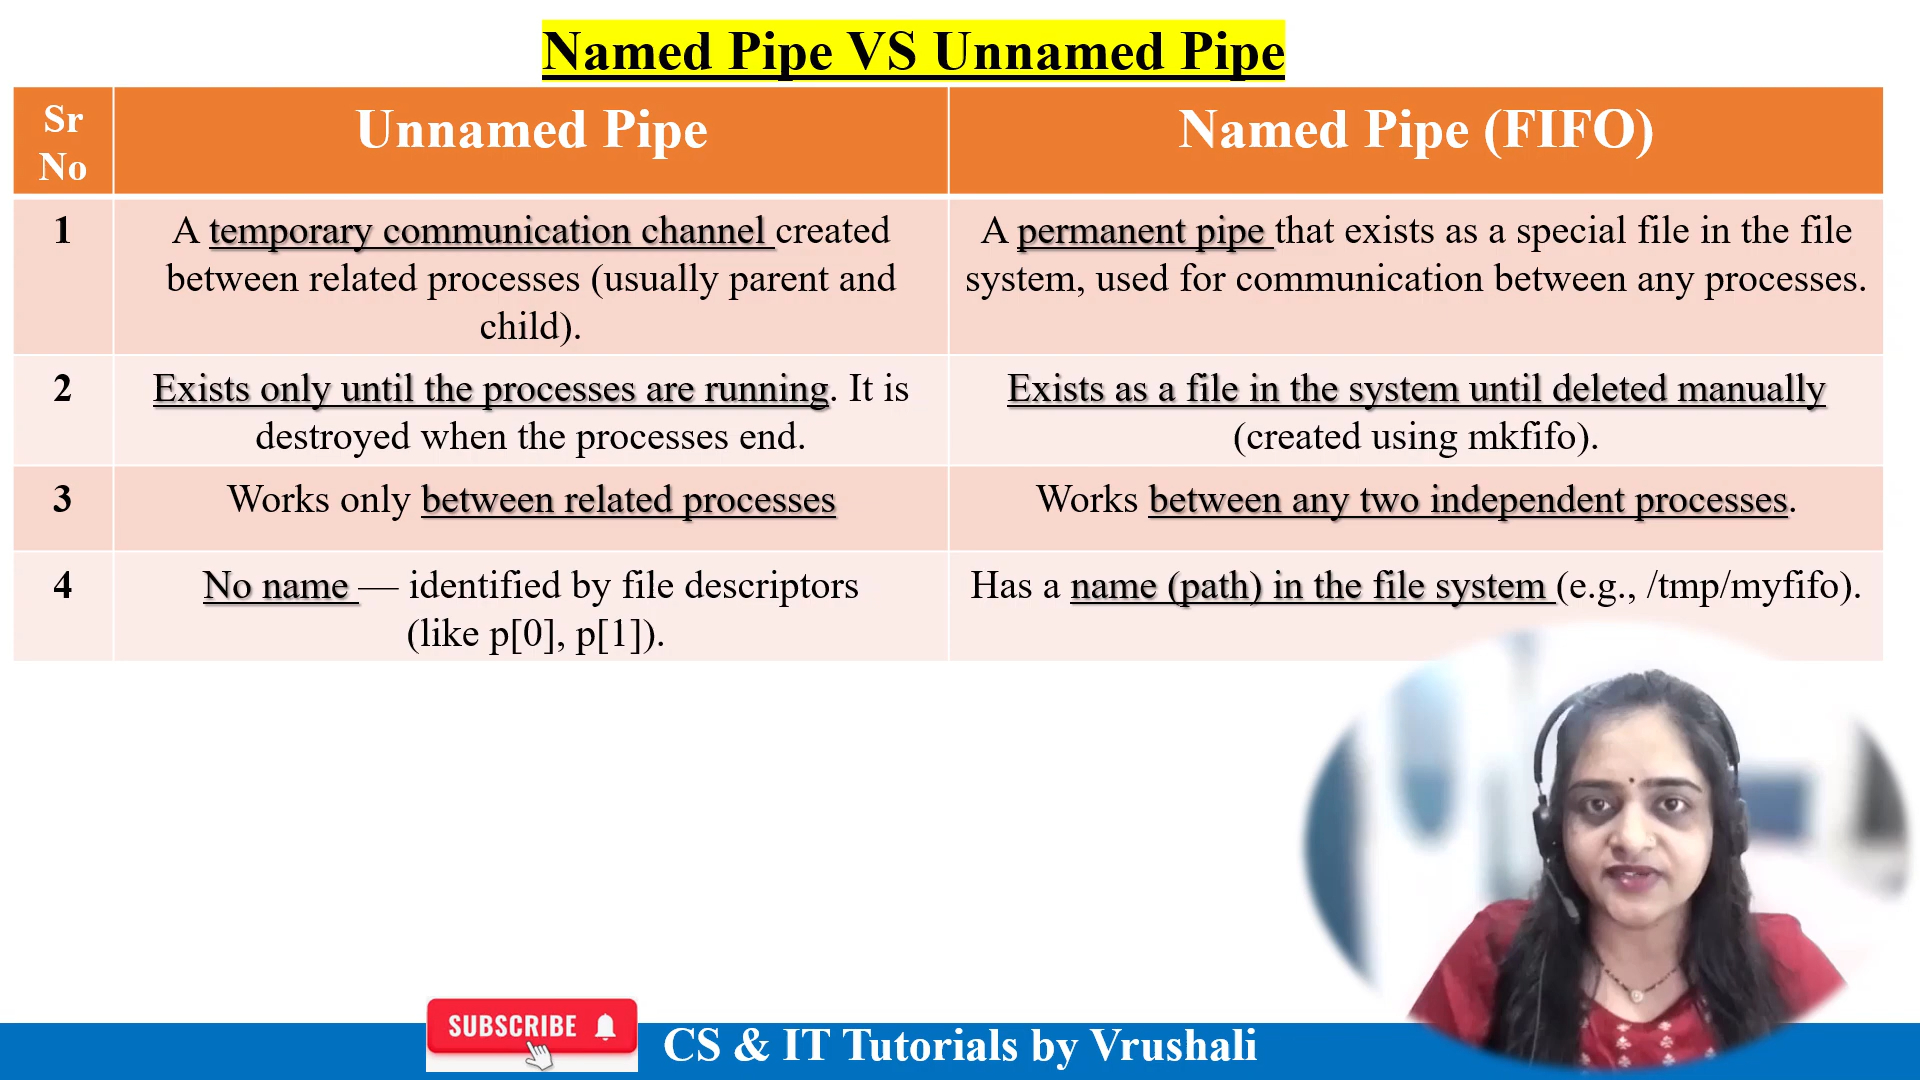 Named Pipe VS Unnamed Pipe
Sr No
Unnamed Pipe
Named Pipe (FIFO)
1
A temporary communication channel created
between related processes (usually parent and
child).
A permanent pipe that exists as a special file in the file
system, used for communication between any processes.
2
Exists only until the processes are running. It is
destroyed when the processes end.
Exists as a file in the system until deleted manually
(created using mkfifo).
3
Works only between related processes
Works between any two independent processes.
4
No name — identified by file descriptors
(like p[0], p[1]).
Has a name (path) in the file system (e.g., /tmp/myfifo).
SUBSCRIBE
CS & IT Tutorials by Vrushali